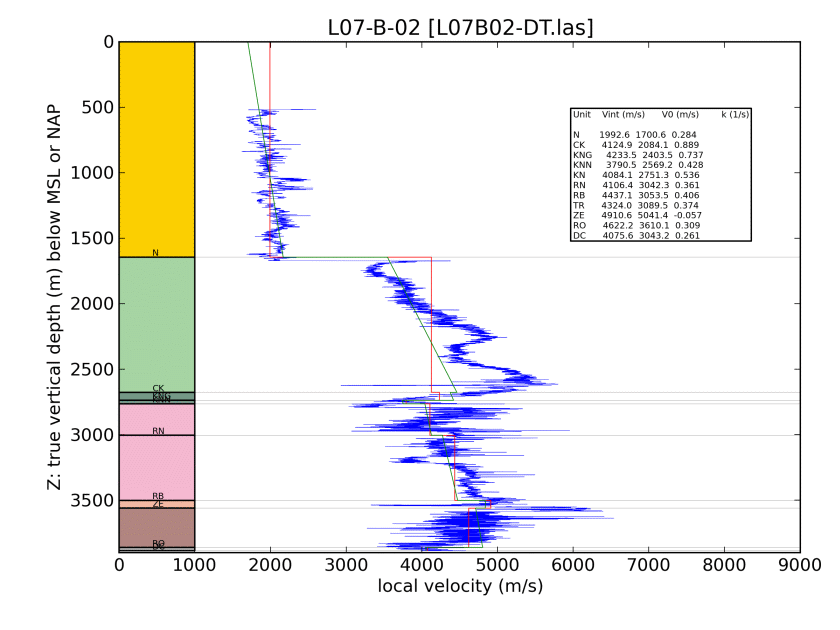 L07-B-02 [L07B02-DT.las]
Z: true vertical depth (m) below MSL or NAP
0
500
1000
1500
2000
2500
3000
3500
N
CK
KNG
KNN
RN
RB
ZE
RO
DC
Unit Vint (m/s) V0 (m/s) k (1/s)
N 1992.6 1700.6 0.284
CK 4124.9 2084.1 0.889
KNG 4233.5 2403.5 0.737
KNN 3790.5 2569.2 0.428
KN 4084.1 2751.3 0.536
RN 4106.4 3042.3 0.361
RB 4437.1 3053.5 0.406
TR 4324.0 3089.5 0.374
ZE 4910.6 5041.4 -0.057
RO 4622.2 3610.1 0.309
DC 4075.6 3043.2 0.261
0 1000 2000 3000 4000 5000 6000 7000 8000 9000
local velocity (m/s)